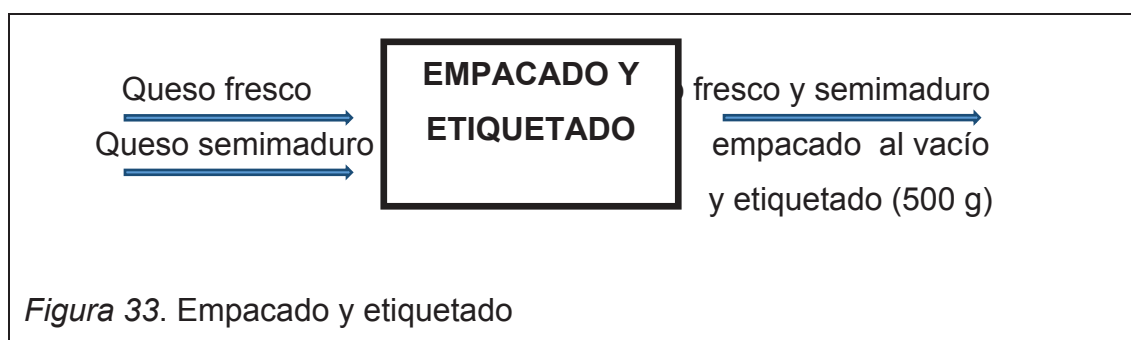 Queso fresco
Queso semimaduro
EMPACADO Y
ETIQUETADO
fresco y semimaduro
empacado al vacío
y etiquetado (500 g)
Figura 33. Empacado y etiquetado